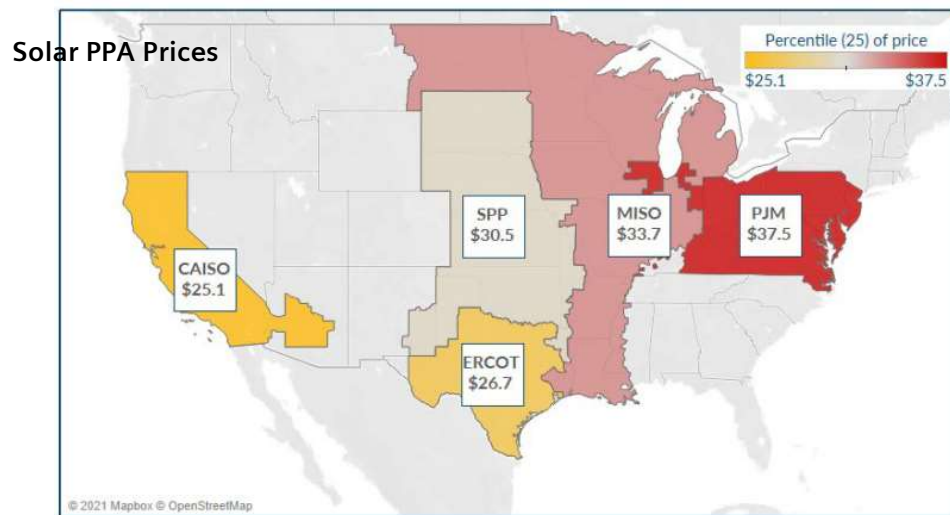 Solar PPA Prices
Percentile (25) of price
$25.1 $37.5
SPP
$30.5
MISO
$33.7
PJM
$37.5
CAISO
$25.1
ERCOT
$26.7
© 2021 Mapbox © OpenStreetMap